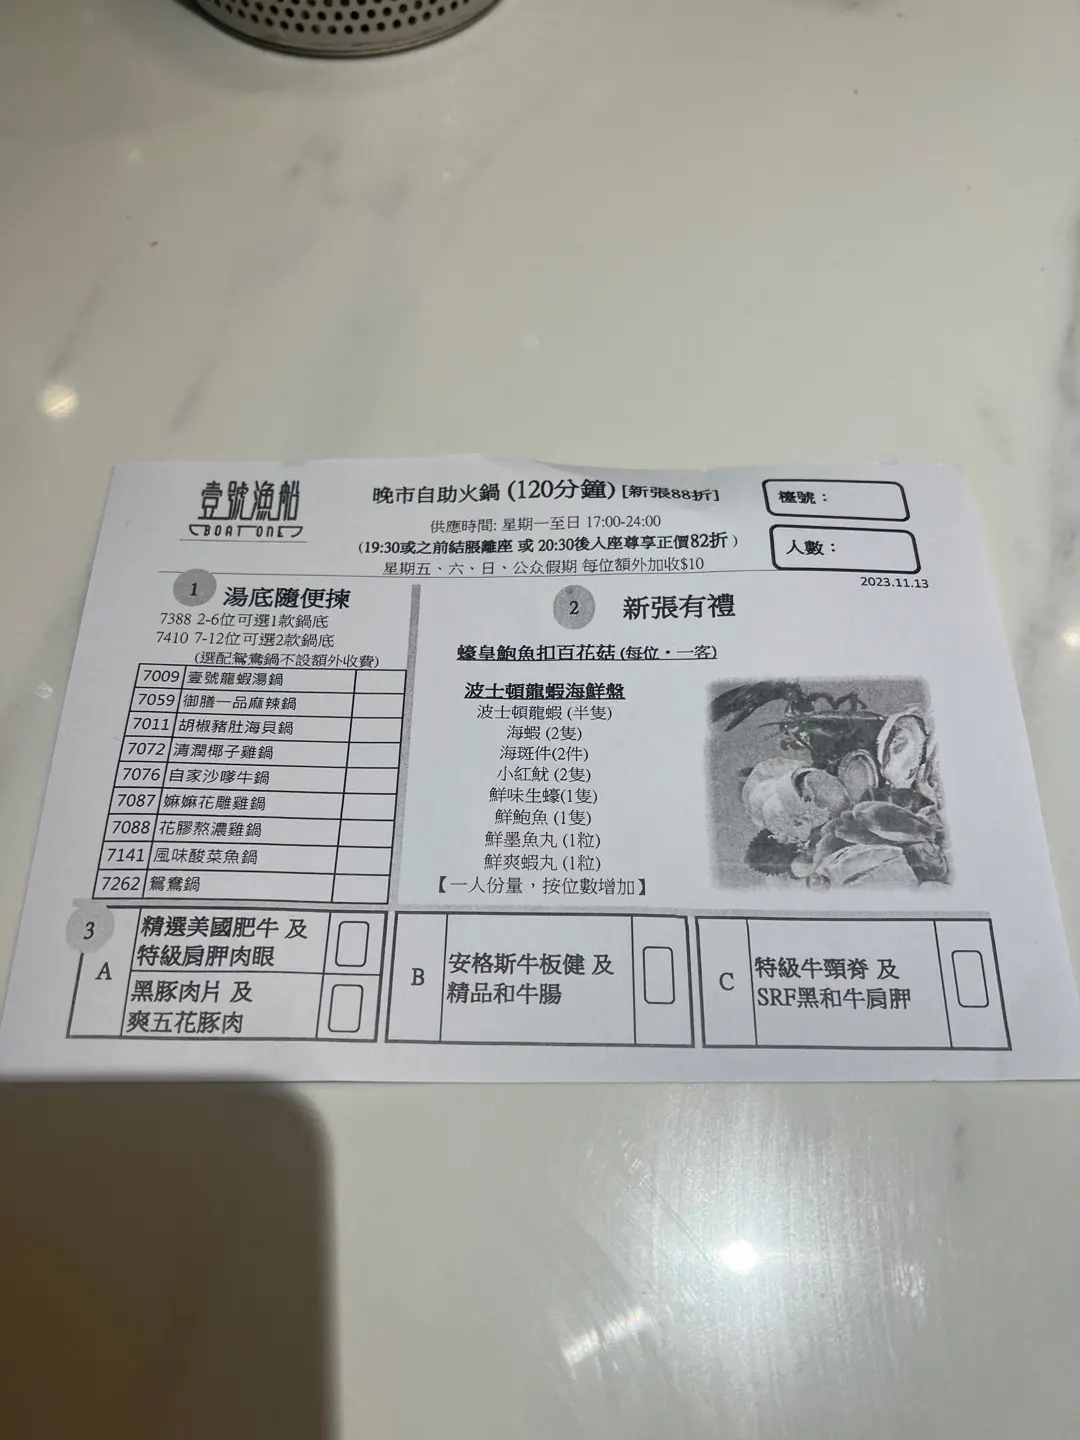 壹號漁船
BOAT ONE
晚市自助火鍋 (120分鐘) [新張88折]
供應時間: 星期一至日 17:00-24:00
(19:30或之前結賬離座 或 20:30後入座尊享正價82折)
星期五、六、日、公众假期 每位額外加收$10
檯號：
人數：
2023.11.13
1 湯底隨便揀
7388 2-6位可選1款鍋底
7410 7-12位可選2款鍋底
(選配鴛鴦鍋不設額外收費)
7009 壹號龍蝦湯鍋
7059 御膳一品麻辣鍋
7011 胡椒豬肚海貝鍋
7072 清潤椰子雞鍋
7076 自家沙嗲牛鍋
7087 嫲嫲花雕雞鍋
7088 花膠熬濃雞鍋
7141 風味酸菜魚鍋
7262 鴛鴦鍋
2 新張有禮
蠔皇鮑魚扣百花菇 (每位・一客)
波士頓龍蝦海鮮盤
波士頓龍蝦 (半隻)
海蝦 (2隻)
海斑件(2件)
小紅魷 (2隻)
鮮味生蠔(1隻)
鮮鮑魚 (1隻)
鮮墨魚丸 (1粒)
鮮爽蝦丸 (1粒)
【一人份量，按位數增加】
3
A
精選美國肥牛 及
特級肩胛肉眼
黑豚肉片 及
爽五花豚肉
B
安格斯牛板健 及
精品和牛腸
C
特級牛頸脊 及
SRF黑和牛肩胛